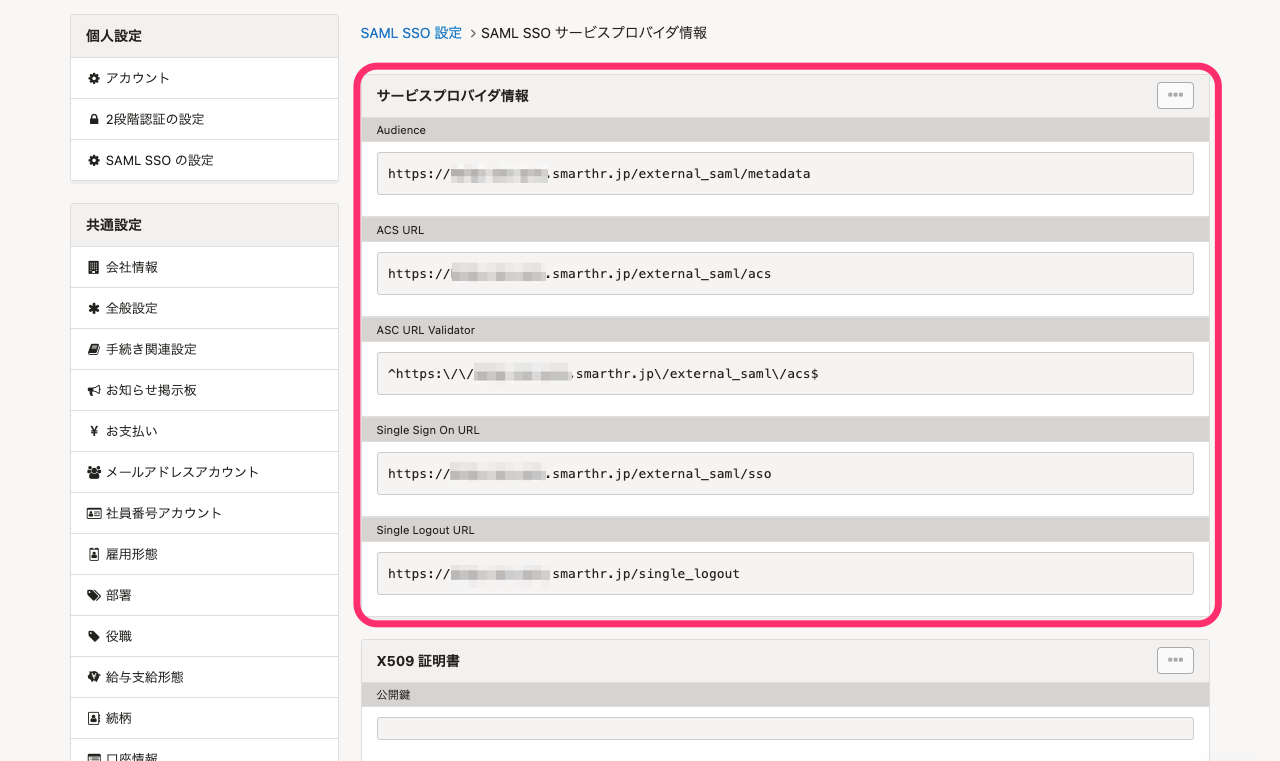 個人設定
アカウント
2段階認証の設定
SAML SSO の設定
共通設定
会社情報
全般設定
手続き関連設定
お知らせ掲示板
¥ お支払い
メールアドレスアカウント
社員番号アカウント
雇用形態
部署
役職
給与支給形態
続柄
口座情報
SAML SSO 設定 > SAML SSO サービスプロバイダ情報
サービスプロバイダ情報
Audience
https:// .smarthr.jp/external_saml/metadata
ACS URL
https:// .smarthr.jp/external_saml/acs
ASC URL Validator
^https:\/\/ .smarthr.jp\/external_saml\/acs$
Single Sign On URL
https:// .smarthr.jp/external_saml/sso
Single Logout URL
https:// smarthr.jp/single_logout
X509 証明書
公開鍵